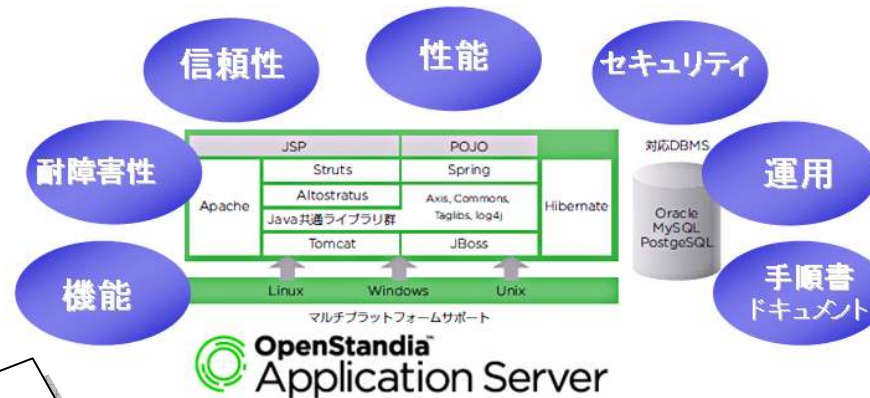 信頼性
性能
セキュリティ
耐障害性
JSP
POJO
対応DBMS
運用
Apache
Struts
Spring
Hibernate
Altostratus
Axis, Commons,
Taglibs, log4j
Java共通ライブラリ群
Tomcat
JBoss
Oracle
MySQL
PostgeSQL
機能
Linux
Windows
Unix
手順書
ドキュメント
マルチプラットフォームサポート
OpenStandia™
Application Server